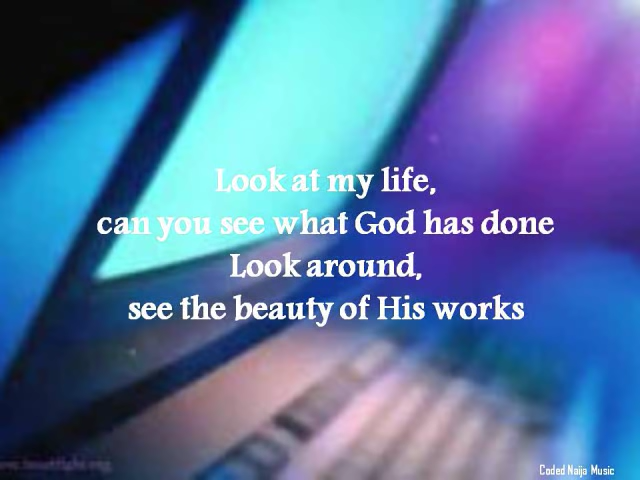 Look at my life,
can you see what God has done
Look around,
see the beauty of His works
Coded Naija Music